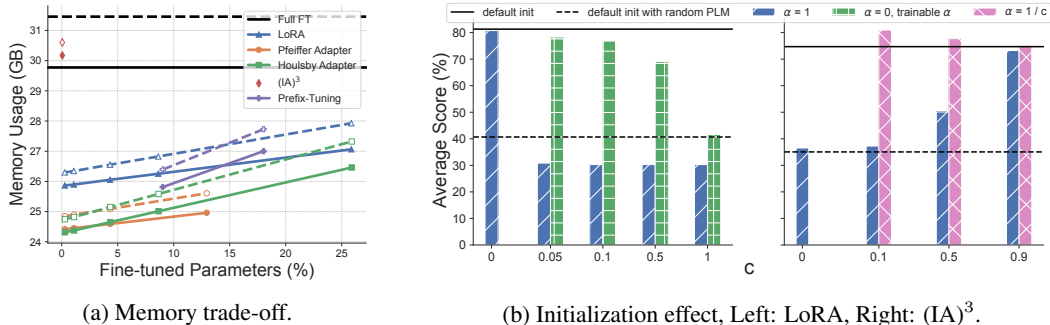 Memory Usage (GB)
31
30
29
28
27
26
25
24
0
5
10
15
20
25
Fine-tuned Parameters (%)
Full FT
LoRA
Pfeiffer Adapter
Houlsby Adapter
(IA)³
Prefix-Tuning
(a) Memory trade-off.
default init
default init with random PLM
α = 1
α = 0, trainable α
α = 1 / c
Average Score (%)
80
70
60
50
40
30
20
10
0
0
0.05
0.1
0.5
1
0
0.1
0.5
0.9
c
(b) Initialization effect, Left: LoRA, Right: (IA)³.